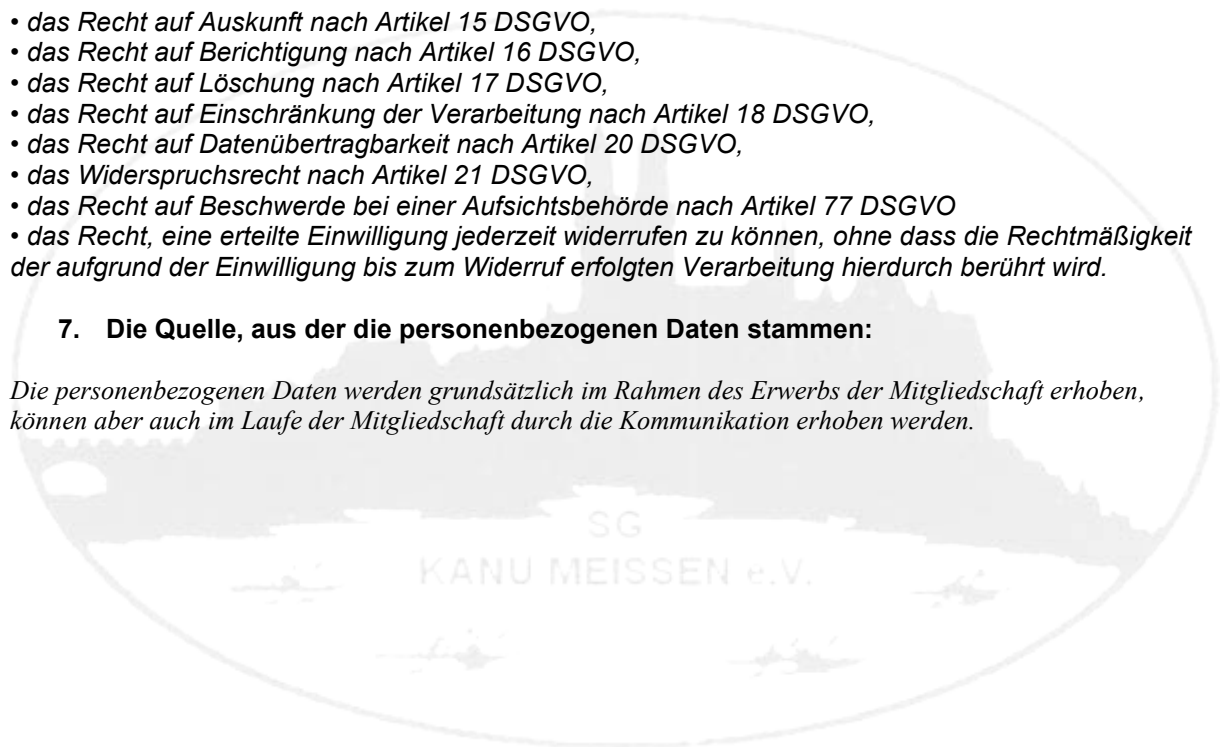 • das Recht auf Auskunft nach Artikel 15 DSGVO,
• das Recht auf Berichtigung nach Artikel 16 DSGVO,
• das Recht auf Löschung nach Artikel 17 DSGVO,
• das Recht auf Einschränkung der Verarbeitung nach Artikel 18 DSGVO,
• das Recht auf Datenübertragbarkeit nach Artikel 20 DSGVO,
• das Widerspruchsrecht nach Artikel 21 DSGVO,
• das Recht auf Beschwerde bei einer Aufsichtsbehörde nach Artikel 77 DSGVO
• das Recht, eine erteilte Einwilligung jederzeit widerrufen zu können, ohne dass die Rechtmäßigkeit
der aufgrund der Einwilligung bis zum Widerruf erfolgten Verarbeitung hierdurch berührt wird.
7. Die Quelle, aus der die personenbezogenen Daten stammen:
Die personenbezogenen Daten werden grundsätzlich im Rahmen des Erwerbs der Mitgliedschaft erhoben,
können aber auch im Laufe der Mitgliedschaft durch die Kommunikation erhoben werden.
SG
KANU MEISSEN e.V.